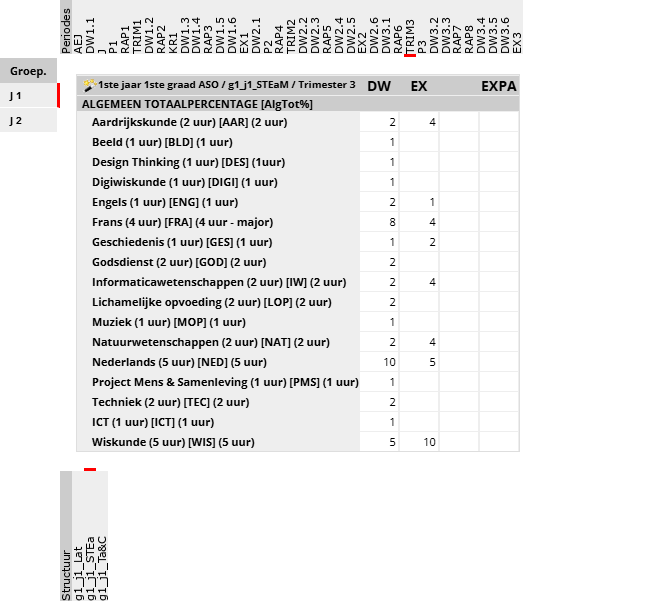 Periodes
AEJ
DW1.1
J
P1
RAP1
TRIM1
DW1.2
RAP2
KR1
DW1.3
DW1.4
RAP3
DW1.5
DW1.6
EX1
DW2.1
P2
RAP4
TRIM2
DW2.2
DW2.3
RAP5
DW2.4
DW2.5
EX2
DW2.6
DW3.1
RAP6
TRIM3
P3
DW3.2
DW3.3
RAP7
RAP8
DW3.4
DW3.5
DW3.6
EX3
Groep.
J 1
J 2
1ste jaar 1ste graad ASO / g1_j1_STEaM / Trimester 3 DW EX EXPA
ALGEMEEN TOTAALPERCENTAGE [AlgTot%]
Aardrijkskunde (2 uur) [AAR] (2 uur) 2 4
Beeld (1 uur) [BLD] (1 uur) 1
Design Thinking (1 uur) [DES] (1uur) 1
Digiwiskunde (1 uur) [DIGI] (1 uur) 1
Engels (1 uur) [ENG] (1 uur) 2 1
Frans (4 uur) [FRA] (4 uur - major) 8 4
Geschiedenis (1 uur) [GES] (1 uur) 1 2
Godsdienst (2 uur) [GOD] (2 uur) 2
Informaticawetenschappen (2 uur) [IW] (2 uur) 2 4
Lichamelijke opvoeding (2 uur) [LOP] (2 uur) 2
Muziek (1 uur) [MOP] (1 uur) 1
Natuurwetenschappen (2 uur) [NAT] (2 uur) 2 4
Nederlands (5 uur) [NED] (5 uur) 10 5
Project Mens & Samenleving (1 uur) [PMS] (1 uur) 1
Techniek (2 uur) [TEC] (2 uur) 2
ICT (1 uur) [ICT] (1 uur) 1
Wiskunde (5 uur) [WIS] (5 uur) 5 10
Structuur
g1_j1_Lat
g1_j1_STEa
g1_j1_Ta&C